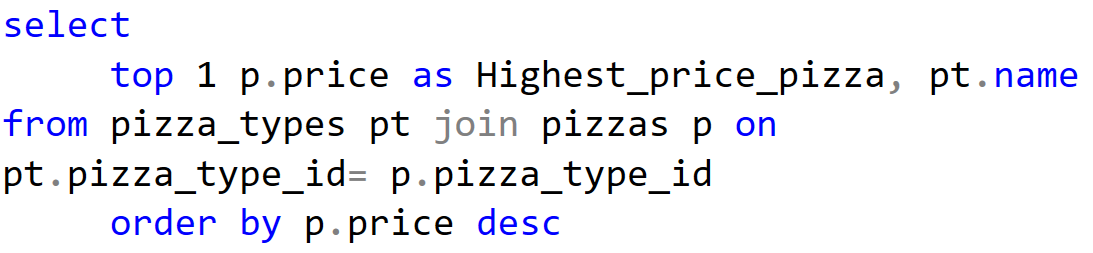 select
top 1 p.price as Highest_price_pizza, pt.name
from pizza_types pt join pizzas p on
pt.pizza_type_id= p.pizza_type_id
order by p.price desc